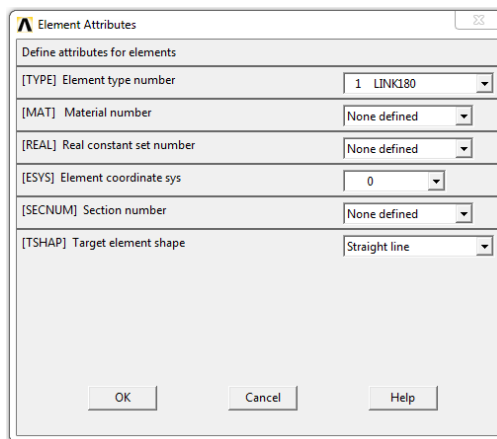 Element Attributes
Define attributes for elements
[TYPE] Element type number 1 LINK180
[MAT] Material number None defined
[REAL] Real constant set number None defined
[ESYS] Element coordinate sys 0
[SECNUM] Section number None defined
[TSHAP] Target element shape Straight line
OK Cancel Help